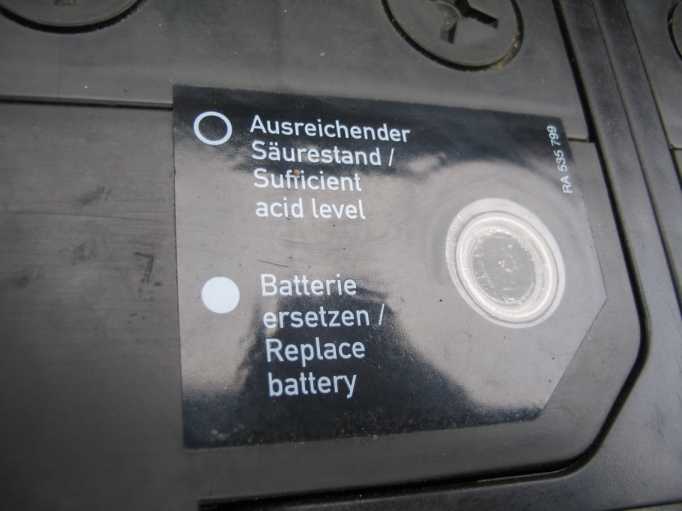 Ausreichender
Säurestand /
Sufficient
acid level
Batterie
ersetzen /
Replace
battery
RA 535 799